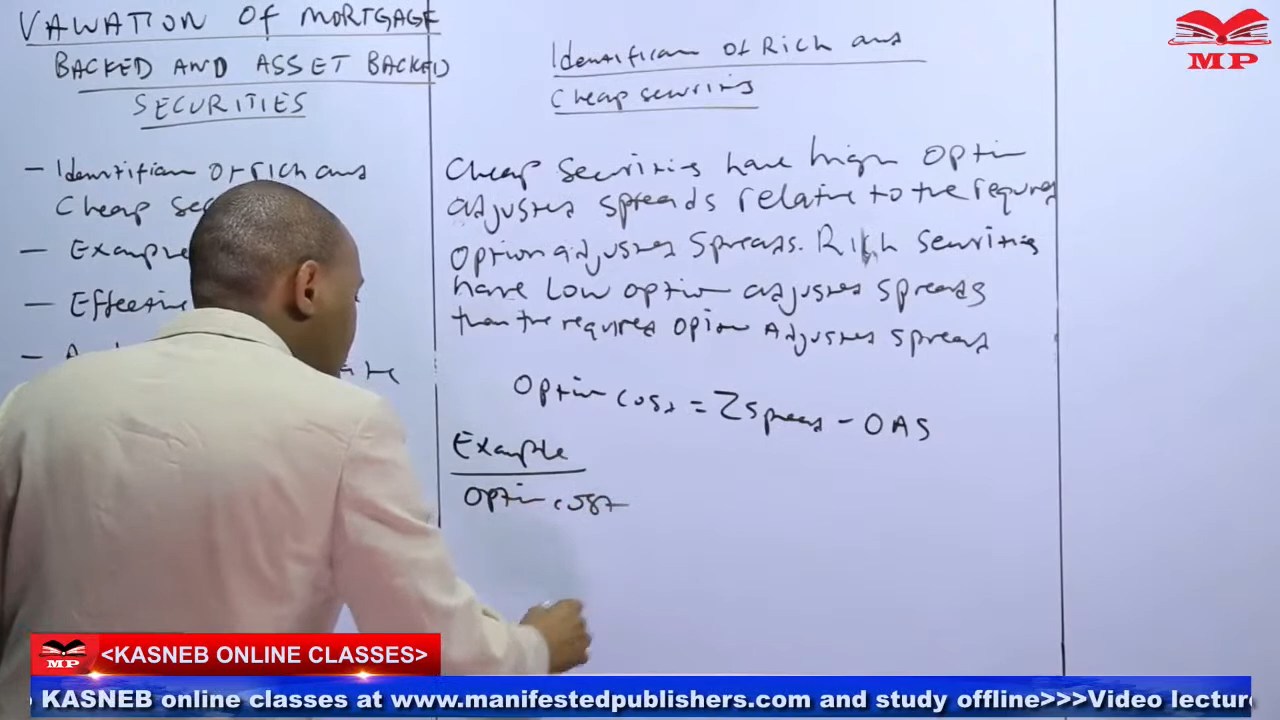 VALUATION OF MORTGAGE
BACKED AND ASSET BACKED
SECURITIES
- Identification of rich and
Cheap Sec
- Example
- Effective
Identification of Rich and
Cheap securities
Cheap Securities have high Option
adjusted spreads relative to the required
Option adjusted Spreads. Rich Securities
have Low option adjusted spreads
than the required Option Adjusted spread
Option cost = Z spread - OAS
Example
Option cost
MP
MP <KASNEB ONLINE CLASSES>
KASNEB online classes at www.manifestedpublishers.com and study offline>>>Video lectur